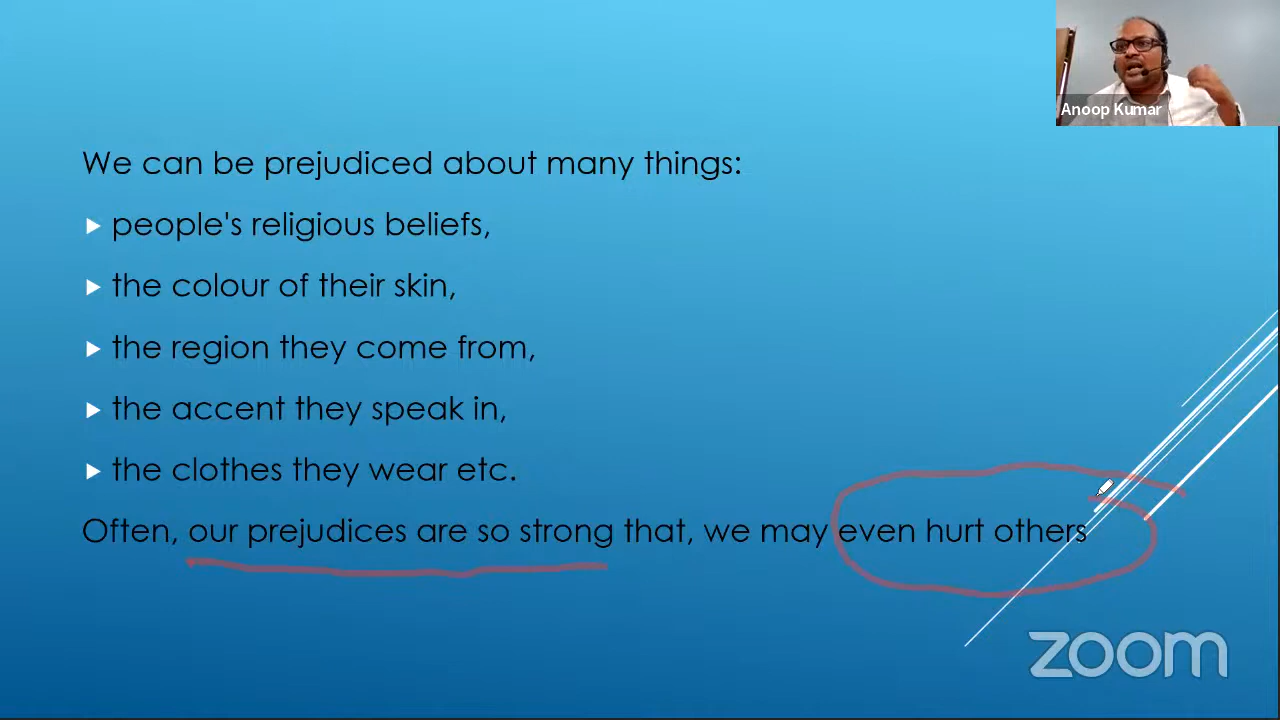 Anoop Kumar
We can be prejudiced about many things:
people's religious beliefs,
the colour of their skin,
the region they come from,
the accent they speak in,
the clothes they wear etc.
Often, our prejudices are so strong that, we may even hurt others
zoom